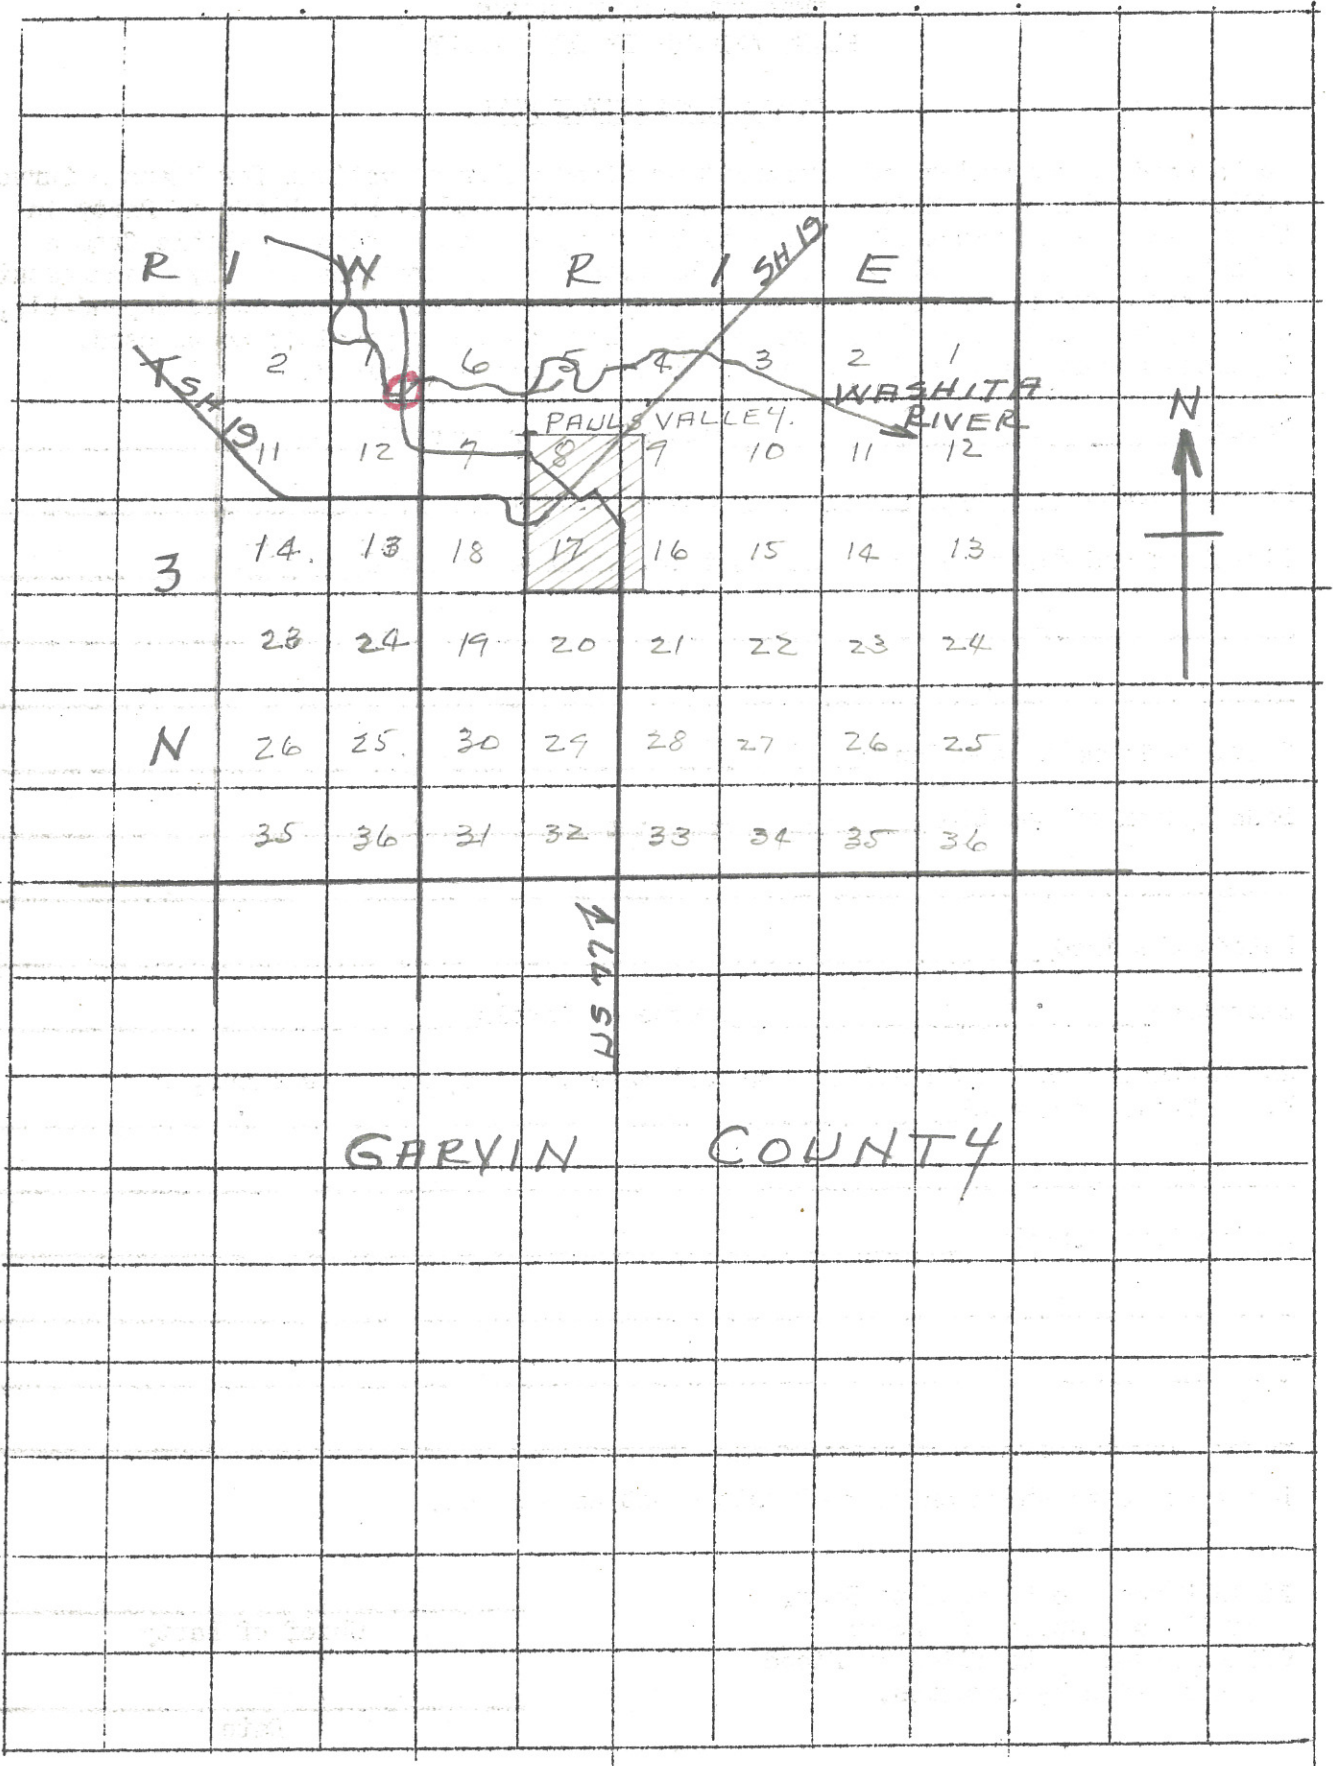 SH 19
R 1 W R 1 E
2 1 6 5 4 3 2 1
T
SH 19
WASHITA
RIVER
N
PAULS VALLEY.
11 12 7 8 9 10 11 12
3 14. 13 18 17 16 15 14 13
23 24 19 20 21 22 23 24
N 26 25. 30 29 28 27 26 25
35 36 31 32 33 34 35 36
US 77
GARVIN COUNTY